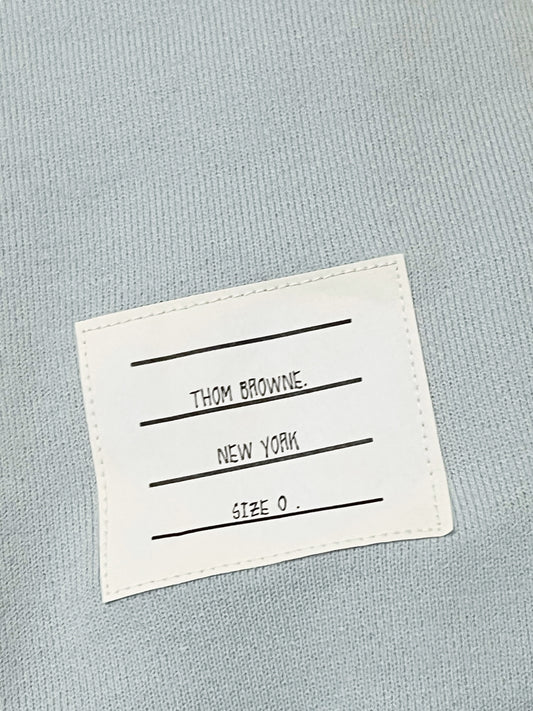 THOM BROWNE.
NEW YORK
SIZE 0 .